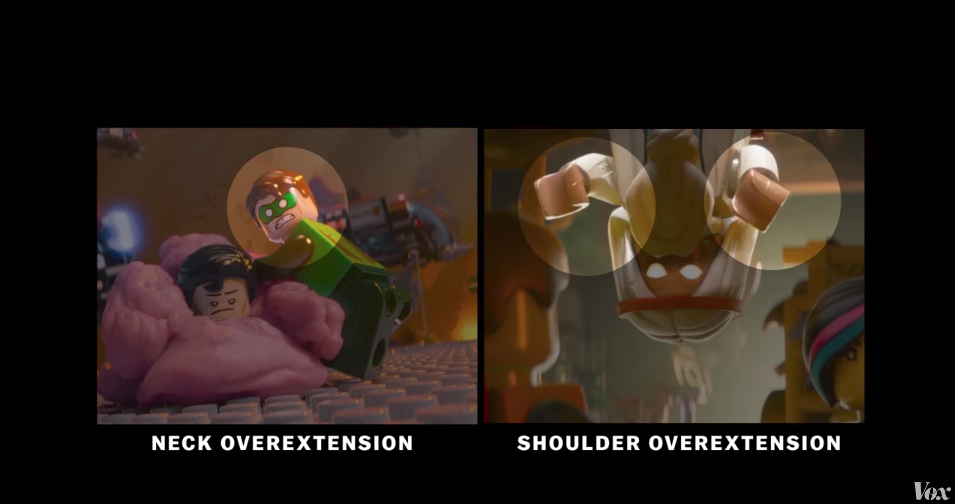 NECK OVEREXTENSION
SHOULDER OVEREXTENSION
Vox